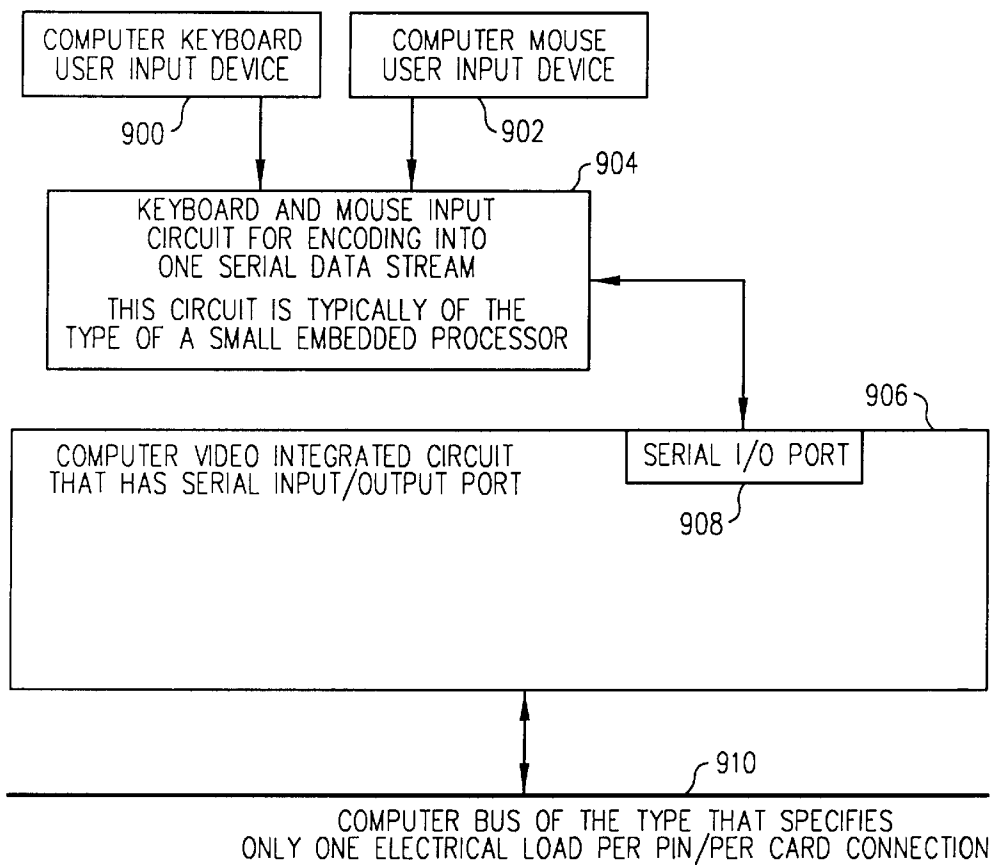 COMPUTER KEYBOARD
USER INPUT DEVICE
COMPUTER MOUSE
USER INPUT DEVICE
900
902
904
KEYBOARD AND MOUSE INPUT
CIRCUIT FOR ENCODING INTO
ONE SERIAL DATA STREAM
THIS CIRCUIT IS TYPICALLY OF THE
TYPE OF A SMALL EMBEDDED PROCESSOR
906
COMPUTER VIDEO INTEGRATED CIRCUIT
THAT HAS SERIAL INPUT/OUTPUT PORT
SERIAL I/O PORT
908
910
COMPUTER BUS OF THE TYPE THAT SPECIFIES
ONLY ONE ELECTRICAL LOAD PER PIN/PER CARD CONNECTION